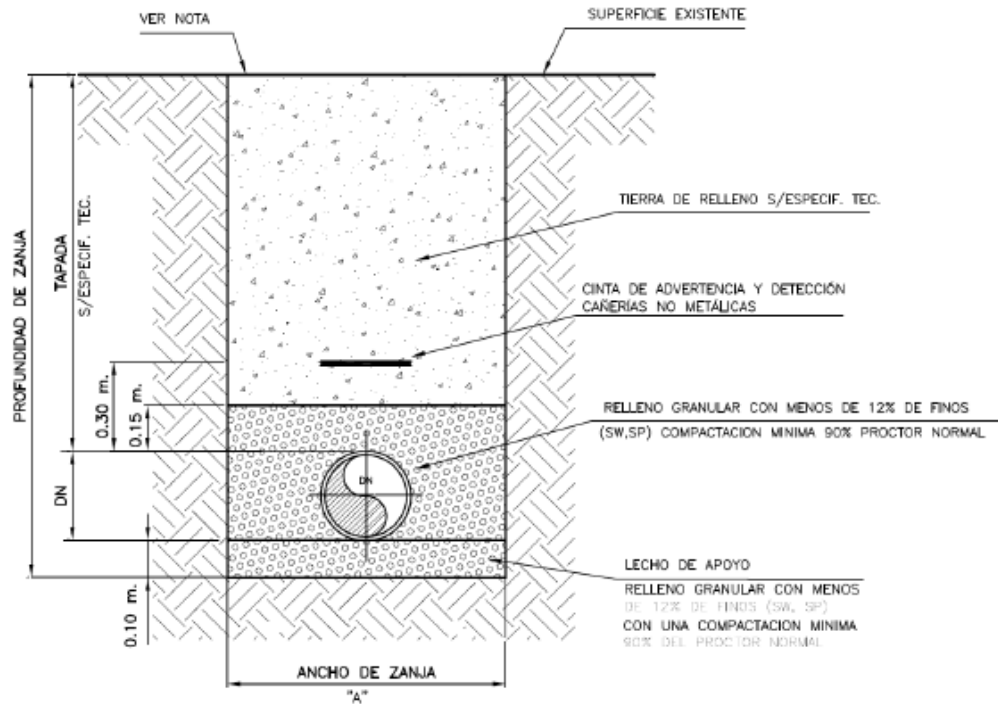 VER NOTA
SUPERFICIE EXISTENTE
PROFUNDIDAD DE ZANJA
TAPADA
S/ESPECIF. TEC.
TIERRA DE RELLENO S/ESPECIF. TEC.
CINTA DE ADVERTENCIA Y DETECCIÓN
CAÑERÍAS NO METÁLICAS
0.30 m.
0.15 m.
RELLENO GRANULAR CON MENOS DE 12% DE FINOS
(SW,SP) COMPACTACION MINIMA 90% PROCTOR NORMAL
DN
DN
LECHO DE APOYO
RELLENO GRANULAR CON MENOS
DE 12% DE FINOS (SW, SP)
CON UNA COMPACTACION MINIMA
90% DEL PROCTOR NORMAL
0.10 m.
ANCHO DE ZANJA
"A"